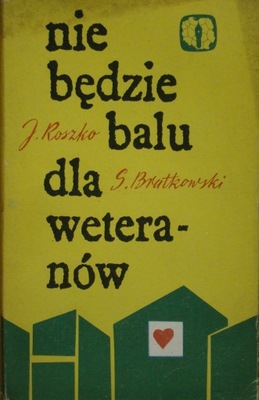 nie
będzie
J. Roszko balu
dla S. Bratkowski
wetera-
nów